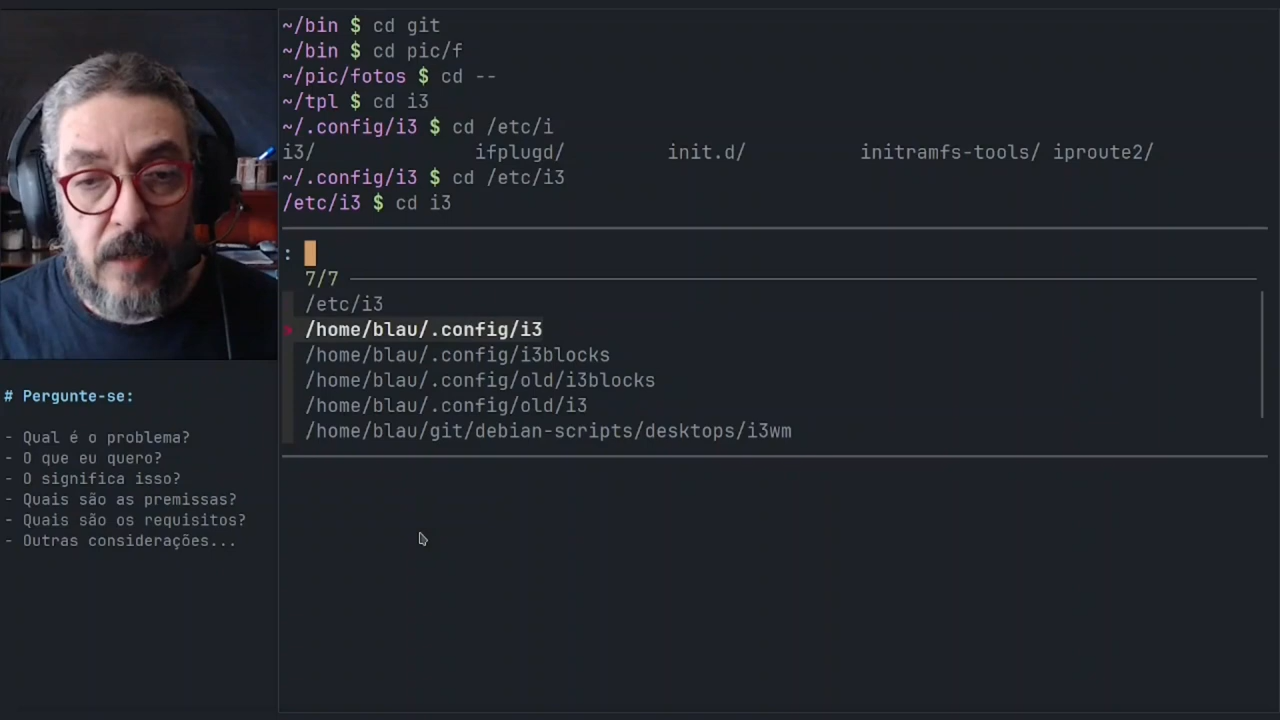 ~/bin $ cd git
~/bin $ cd pic/f
~/pic/fotos $ cd --
~/tpl $ cd i3
~/.config/i3 $ cd /etc/i
i3/ ifplugd/ init.d/ initramfs-tools/ iproute2/
~/.config/i3 $ cd /etc/i3
/etc/i3 $ cd i3
:
7/7
/etc/i3
/home/blau/.config/i3
/home/blau/.config/i3blocks
/home/blau/.config/old/i3blocks
/home/blau/.config/old/i3
/home/blau/git/debian-scripts/desktops/i3wm
# Pergunte-se:
- Qual é o problema?
- O que eu quero?
- O significa isso?
- Quais são as premissas?
- Quais são os requisitos?
- Outras considerações...